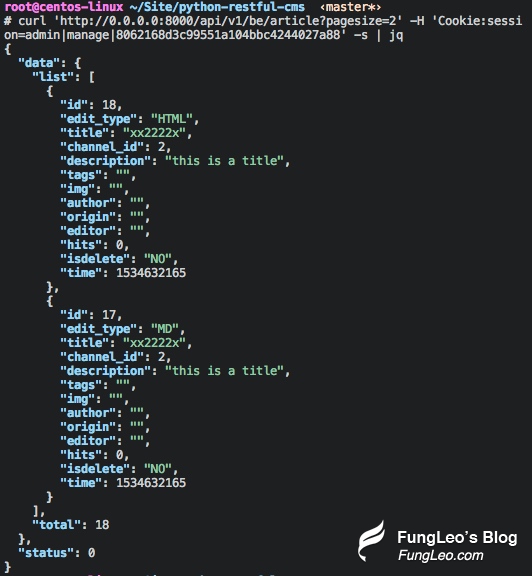 root@centos-linux ~/Site/python-restful-cms ‹master*›
# curl 'http://0.0.0.0:8000/api/v1/be/article?pagesize=2' -H 'Cookie:sessi
on=admin|manage|8062168d3c99551a104bbc4244027a88' -s | jq
{
  "data": {
    "list": [
      {
        "id": 18,
        "edit_type": "HTML",
        "title": "xx2222x",
        "channel_id": 2,
        "description": "this is a title",
        "tags": "",
        "img": "",
        "author": "",
        "origin": "",
        "editor": "",
        "hits": 0,
        "isdelete": "NO",
        "time": 1534632165
      },
      {
        "id": 17,
        "edit_type": "MD",
        "title": "xx2222x",
        "channel_id": 2,
        "description": "this is a title",
        "tags": "",
        "img": "",
        "author": "",
        "origin": "",
        "editor": "",
        "hits": 0,
        "isdelete": "NO",
        "time": 1534632165
      }
    ],
    "total": 18
  },
  "status": 0
}
FungLeo's Blog
FungLeo.com